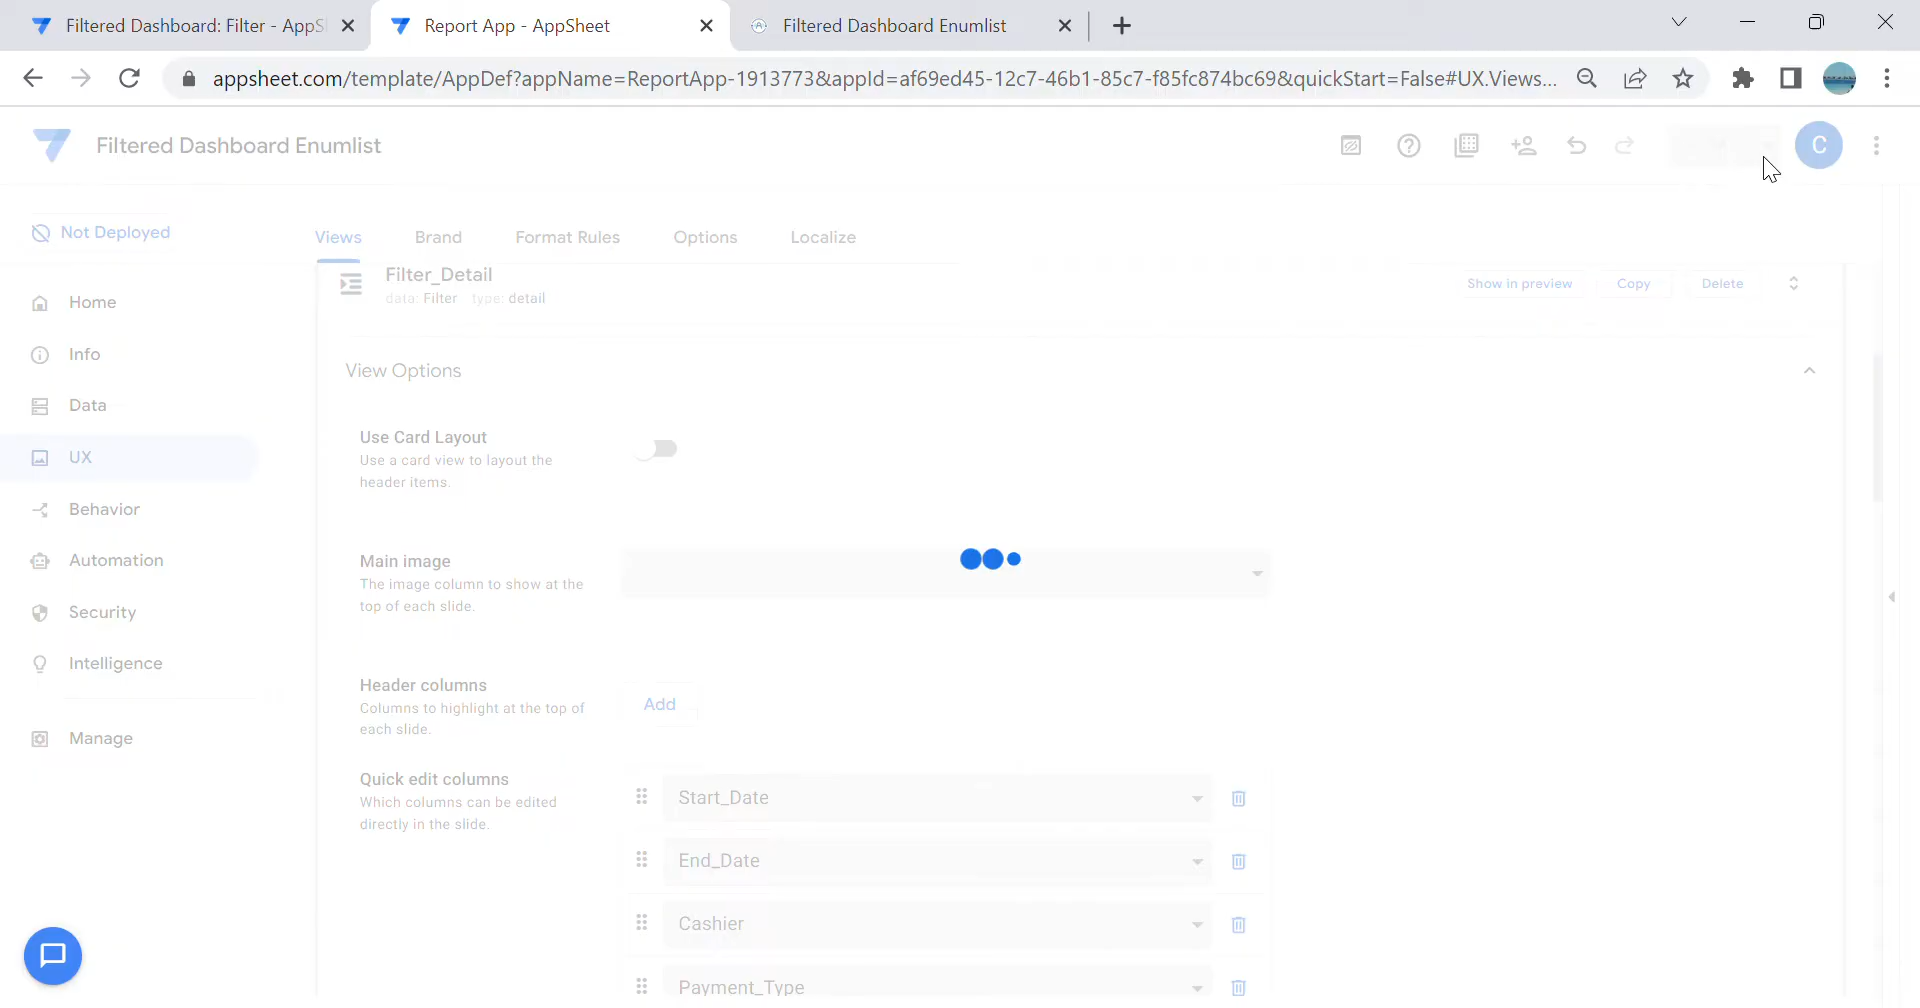 Filtered Dashboard: Filter - AppS
Report App - AppSheet
Filtered Dashboard Enumlist
appsheet.com/template/AppDef?appName=ReportApp-1913773&appId=af69ed45-12c7-46b1-85c7-f85fc874bc69&quickStart=False#UX.Views...
Filtered Dashboard Enumlist
C
Not Deployed
Views
Brand
Format Rules
Options
Localize
Filter_Detail
data: Filter type: detail
Show in preview
Copy
Delete
Home
Info
Data
UX
Behavior
Automation
Security
Intelligence
Manage
View Options
Use Card Layout
Use a card view to layout the
header items.
Main image
The image column to show at the
top of each slide.
Header columns
Columns to highlight at the top of
each slide.
Add
Quick edit columns
Which columns can be edited
directly in the slide.
Start_Date
End_Date
Cashier
Payment_Type